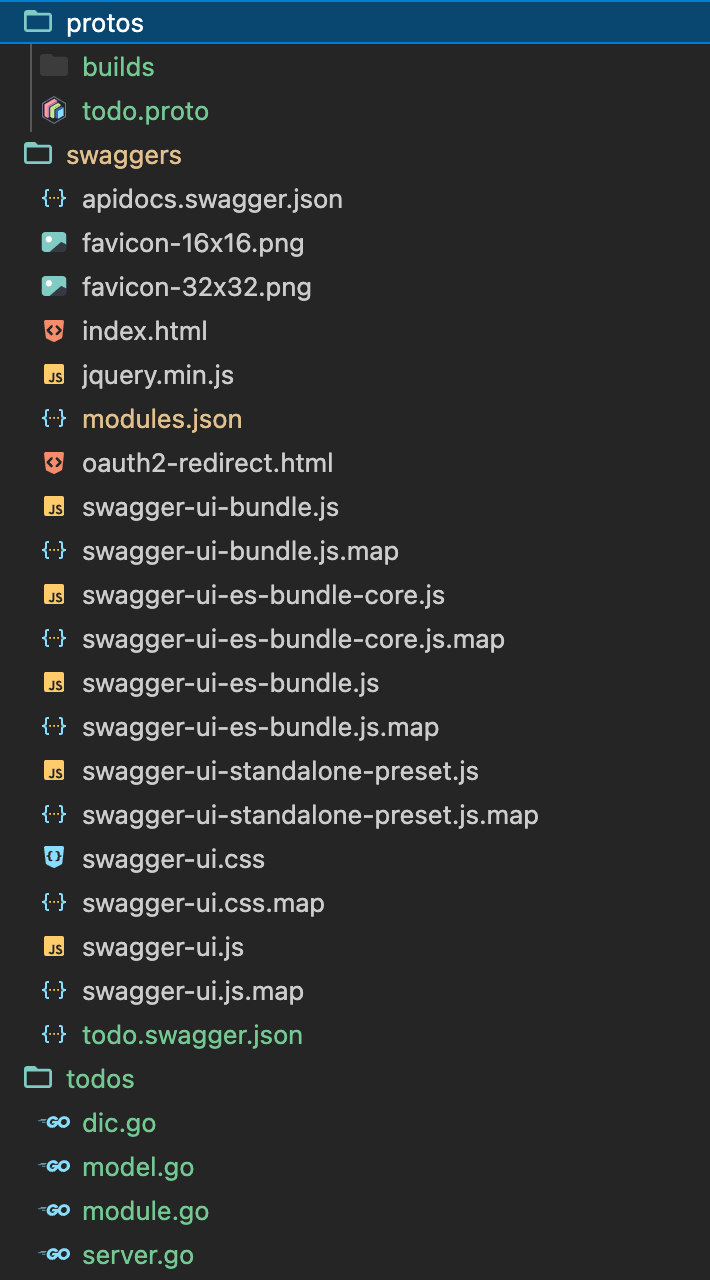 protos
builds
todo.proto
swaggers
apidocs.swagger.json
favicon-16x16.png
favicon-32x32.png
index.html
JS jquery.min.js
modules.json
oauth2-redirect.html
JS swagger-ui-bundle.js
swagger-ui-bundle.js.map
JS swagger-ui-es-bundle-core.js
swagger-ui-es-bundle-core.js.map
JS swagger-ui-es-bundle.js
swagger-ui-es-bundle.js.map
JS swagger-ui-standalone-preset.js
swagger-ui-standalone-preset.js.map
swagger-ui.css
swagger-ui.css.map
JS swagger-ui.js
swagger-ui.js.map
todo.swagger.json
todos
GO dic.go
GO model.go
GO module.go
GO server.go